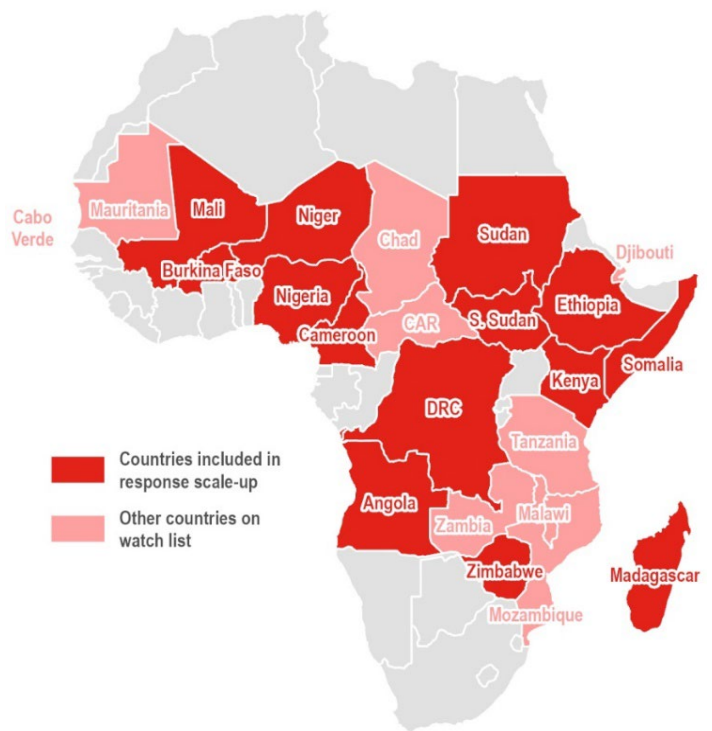 Cabo
Verde
Mauritania
Mali
Niger
Chad
Sudan
Djibouti
Burkina Faso
Nigeria
Ethiopia
Cameroon
CAR
S. Sudan
Somalia
Kenya
DRC
Tanzania
Countries included in
response scale-up
Other countries on
watch list
Angola
Zambia
Malawi
Zimbabwe
Madagascar
Mozambique